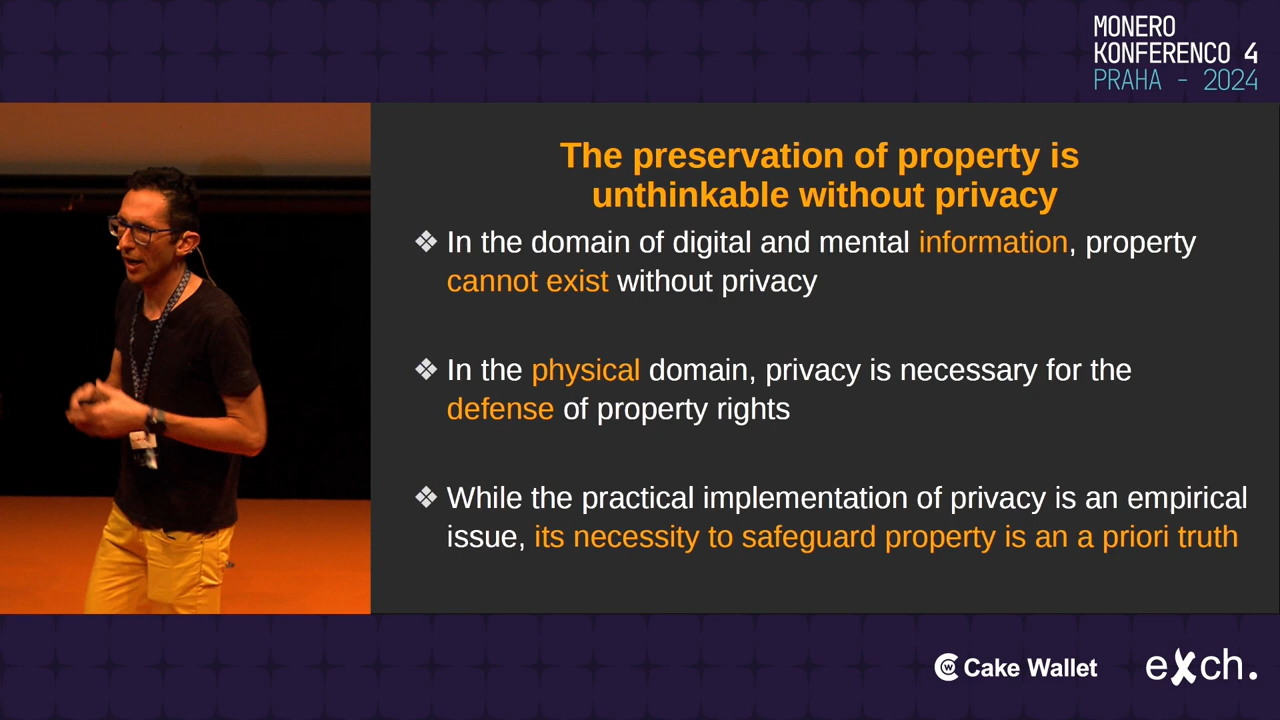 MONERO
KONFERENCO 4
PRAHA - 2024
The preservation of property is
unthinkable without privacy
❖ In the domain of digital and mental information, property
cannot exist without privacy
❖ In the physical domain, privacy is necessary for the
defense of property rights
❖ While the practical implementation of privacy is an empirical
issue, its necessity to safeguard property is an a priori truth
Cake Wallet
exch.